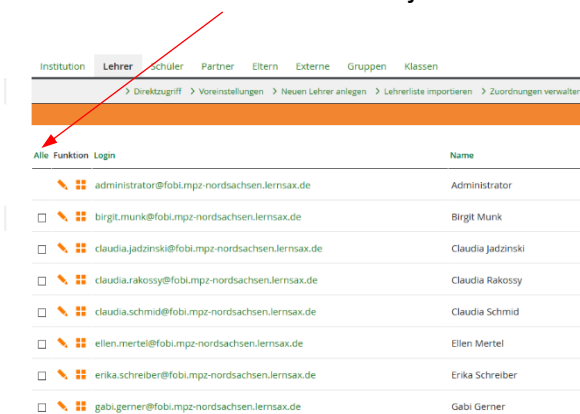 Institution Lehrer Schüler Partner Eltern Externe Gruppen Klassen
> Direktzugriff > Voreinstellungen > Neuen Lehrer anlegen > Lehrerliste importieren > Zuordnungen verwalten
Alle Funktion Login Name
administrator@fobi.mpz-nordsachsen.lernsax.de Administrator
birgit.munk@fobi.mpz-nordsachsen.lernsax.de Birgit Munk
claudia.jadzinski@fobi.mpz-nordsachsen.lernsax.de Claudia Jadzinski
claudia.rakossy@fobi.mpz-nordsachsen.lernsax.de Claudia Rakossy
claudia.schmid@fobi.mpz-nordsachsen.lernsax.de Claudia Schmid
ellen.mertel@fobi.mpz-nordsachsen.lernsax.de Ellen Mertel
erika.schreiber@fobi.mpz-nordsachsen.lernsax.de Erika Schreiber
gabi.gerner@fobi.mpz-nordsachsen.lernsax.de Gabi Gerner